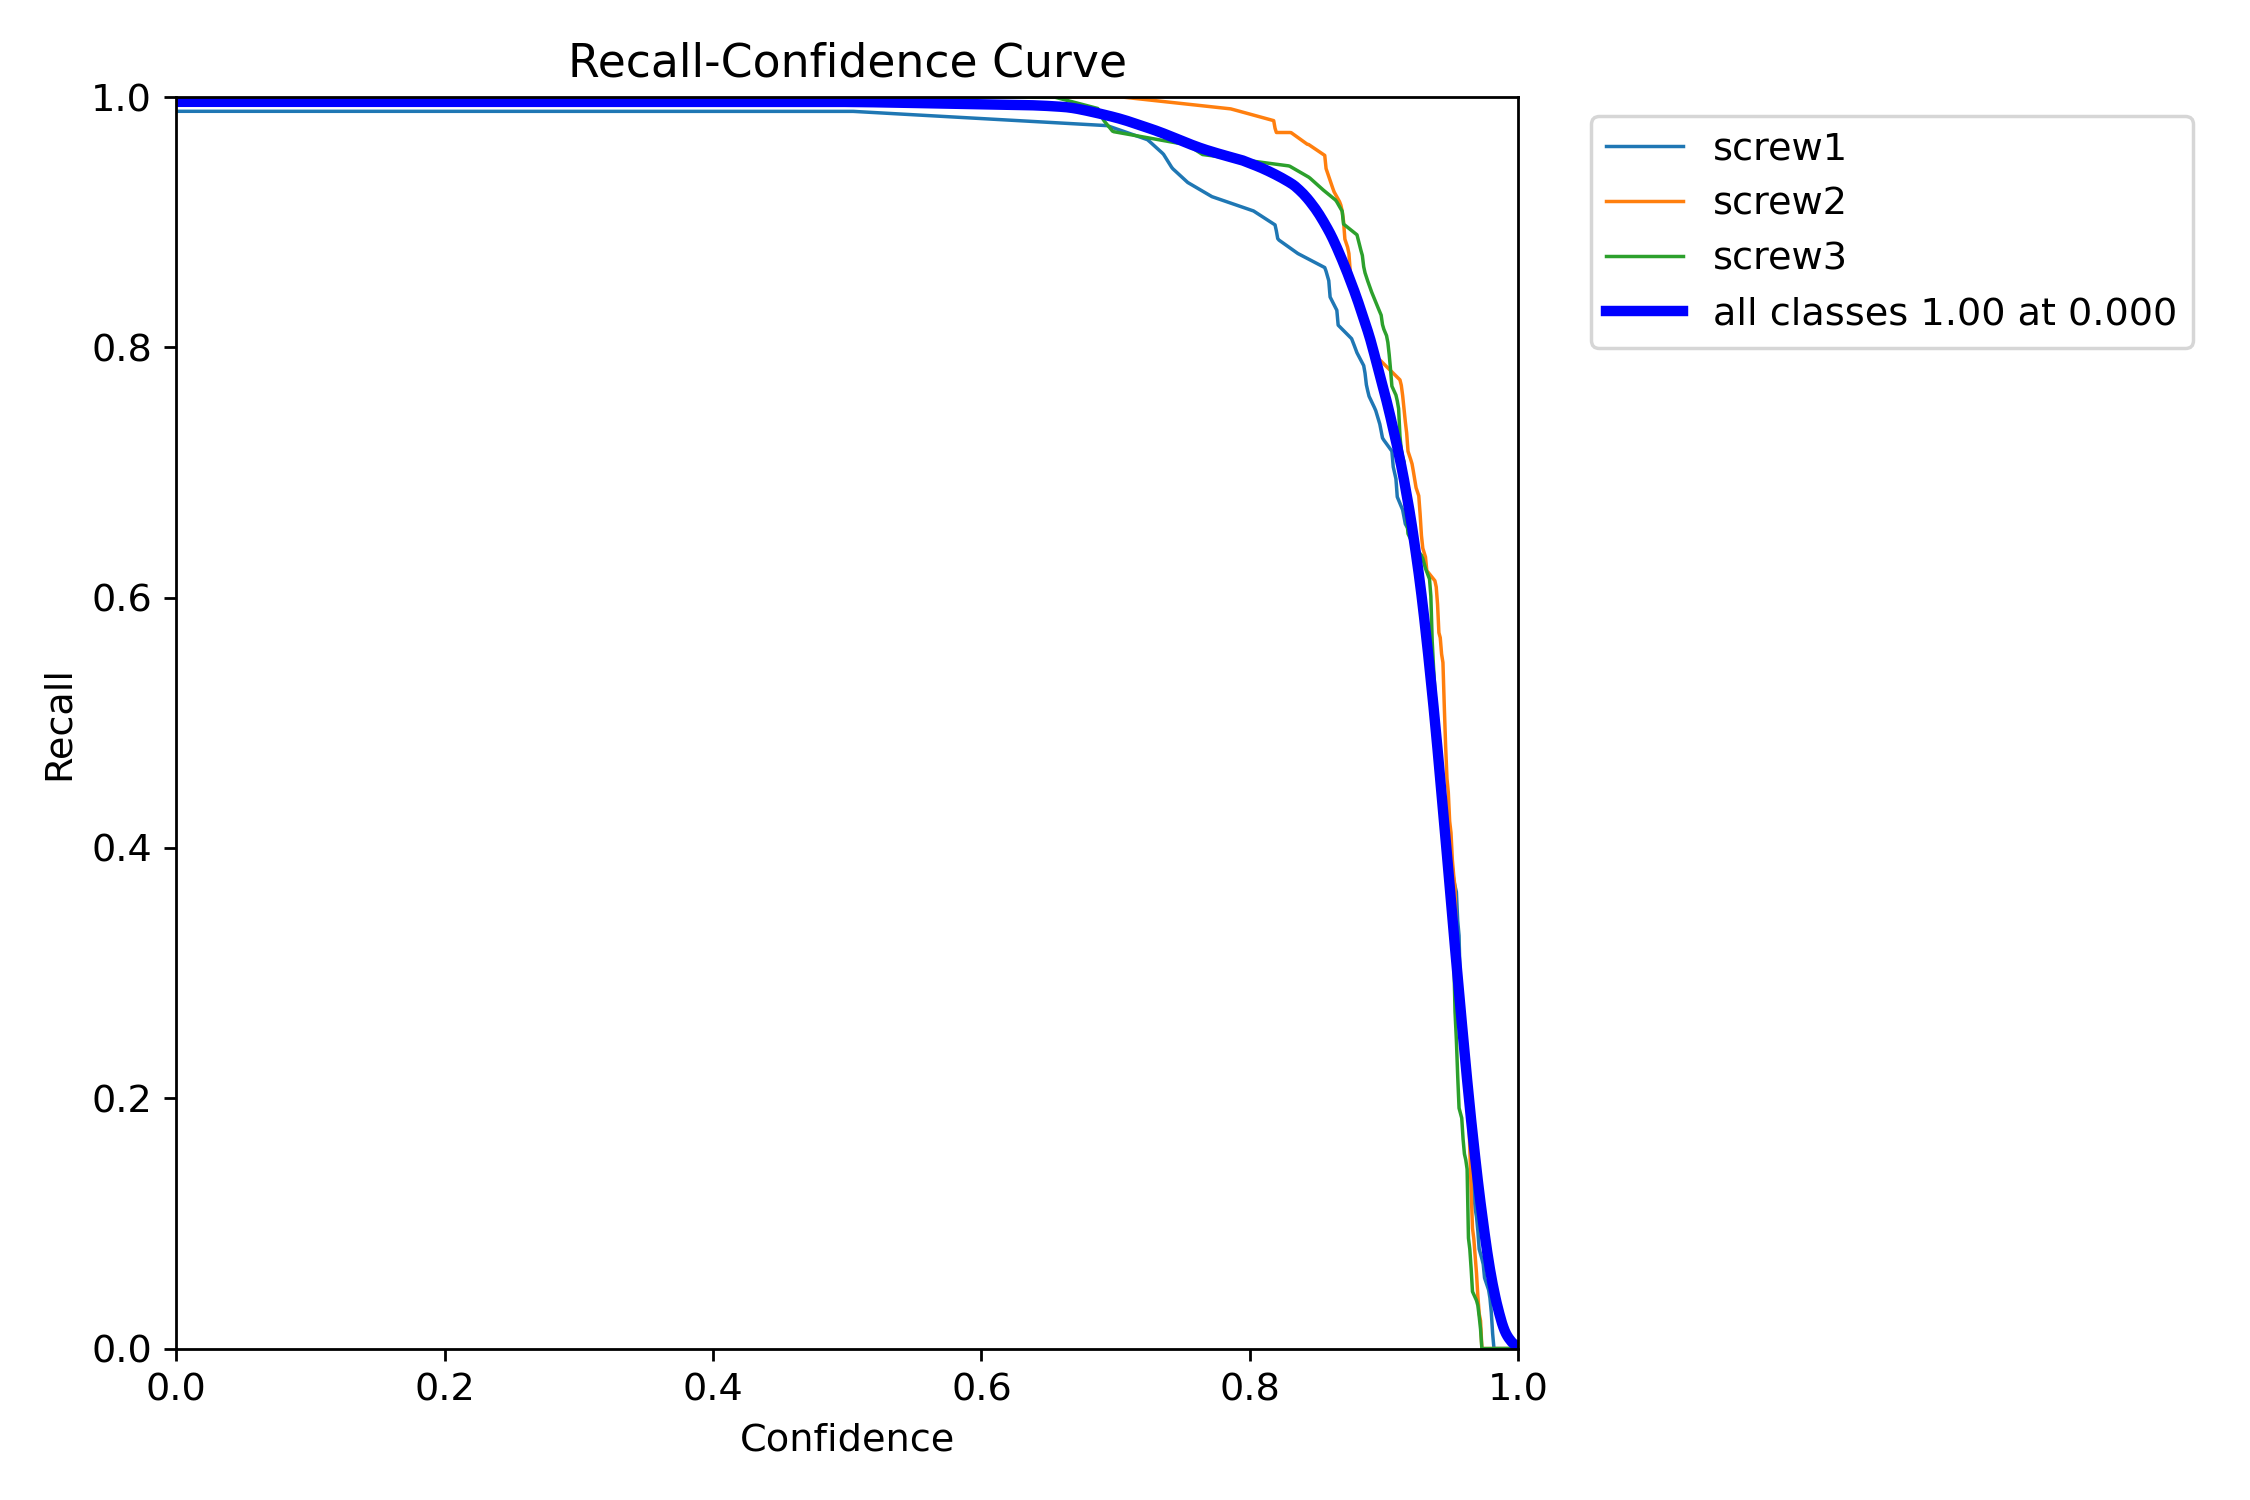 Recall-Confidence Curve
1.0
0.8
0.6
0.4
0.2
0.0
Recall
0.0 0.2 0.4 0.6 0.8 1.0
Confidence
screw1
screw2
screw3
all classes 1.00 at 0.000